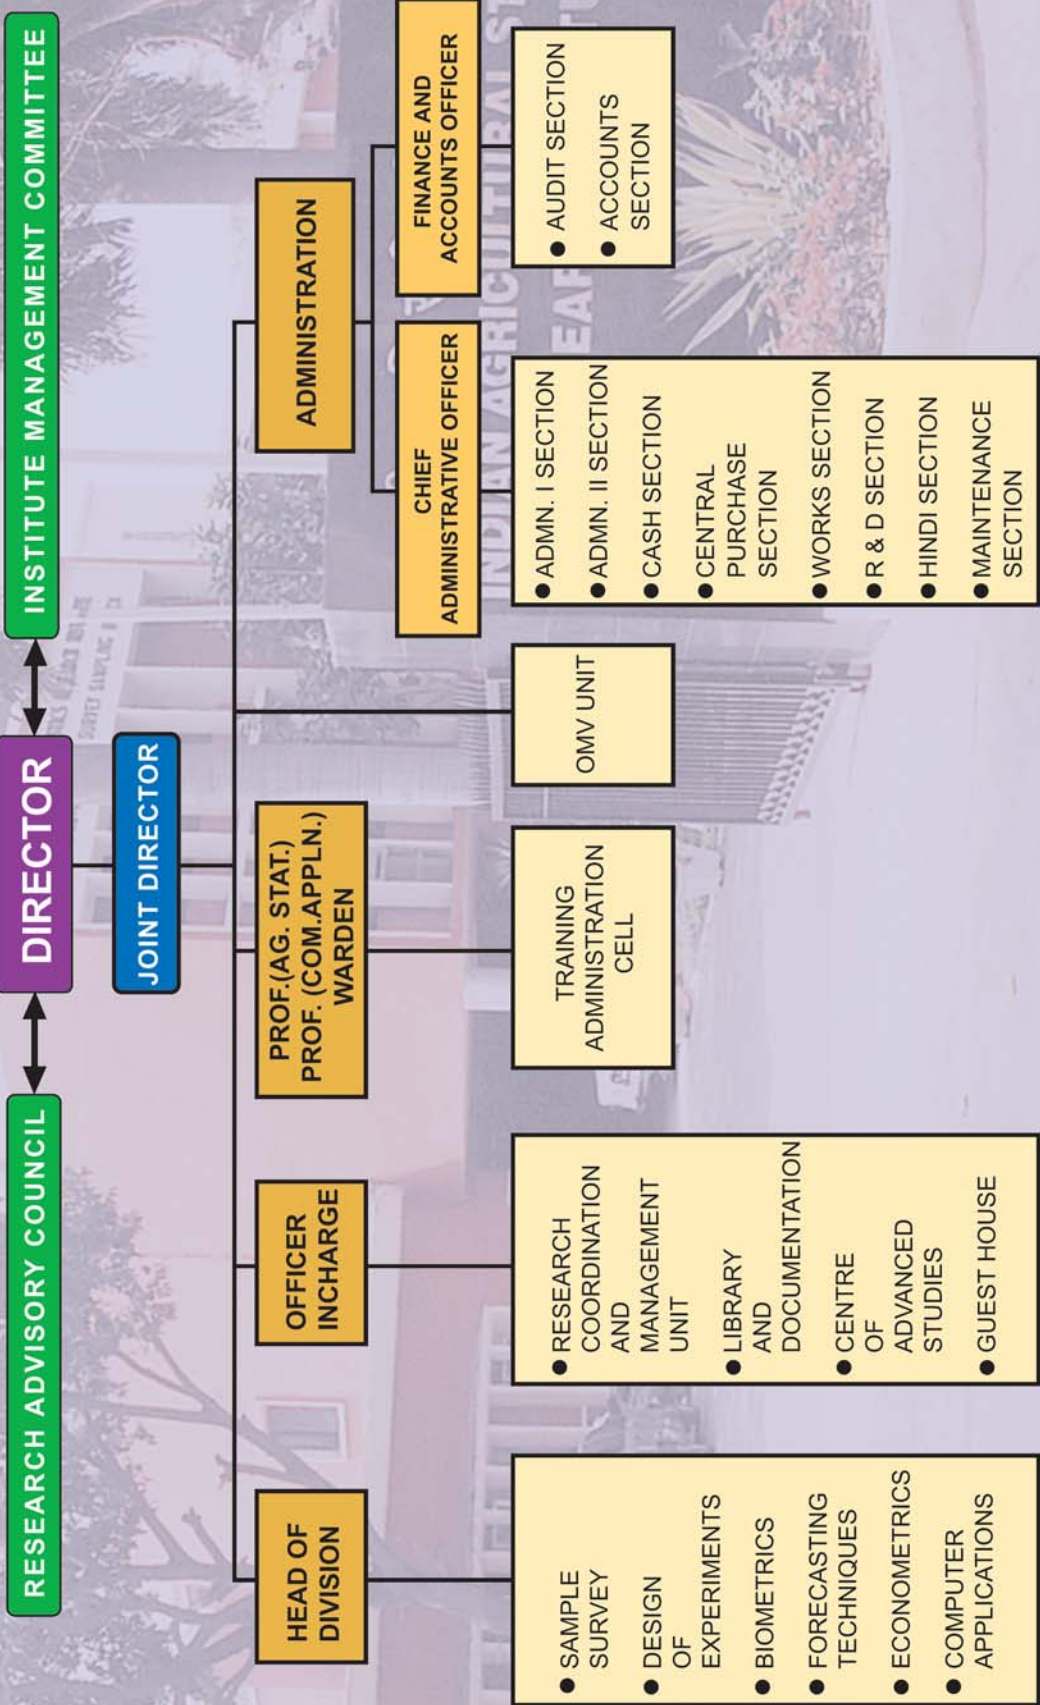 RESEARCH ADVISORY COUNCIL
DIRECTOR
INSTITUTE MANAGEMENT COMMITTEE
JOINT DIRECTOR
HEAD OF
DIVISION
OFFICER
INCHARGE
PROF.(AG. STAT.)
PROF. (COM.APPLN.)
WARDEN
ADMINISTRATION
CHIEF
ADMINISTRATIVE OFFICER
FINANCE AND
ACCOUNTS OFFICER
● SAMPLE
SURVEY
● DESIGN
OF
EXPERIMENTS
● BIOMETRICS
● FORECASTING
TECHNIQUES
● ECONOMETRICS
● COMPUTER
APPLICATIONS
● RESEARCH
COORDINATION
AND
MANAGEMENT
UNIT
● LIBRARY
AND
DOCUMENTATION
● CENTRE
OF
ADVANCED
STUDIES
● GUEST HOUSE
TRAINING
ADMINISTRATION
CELL
OMV UNIT
● ADMN. I SECTION
● ADMN. II SECTION
● CASH SECTION
● CENTRAL
PURCHASE
SECTION
● WORKS SECTION
● R & D SECTION
● HINDI SECTION
● MAINTENANCE
SECTION
● AUDIT SECTION
● ACCOUNTS
SECTION
INDIAN AGRICULTURAL